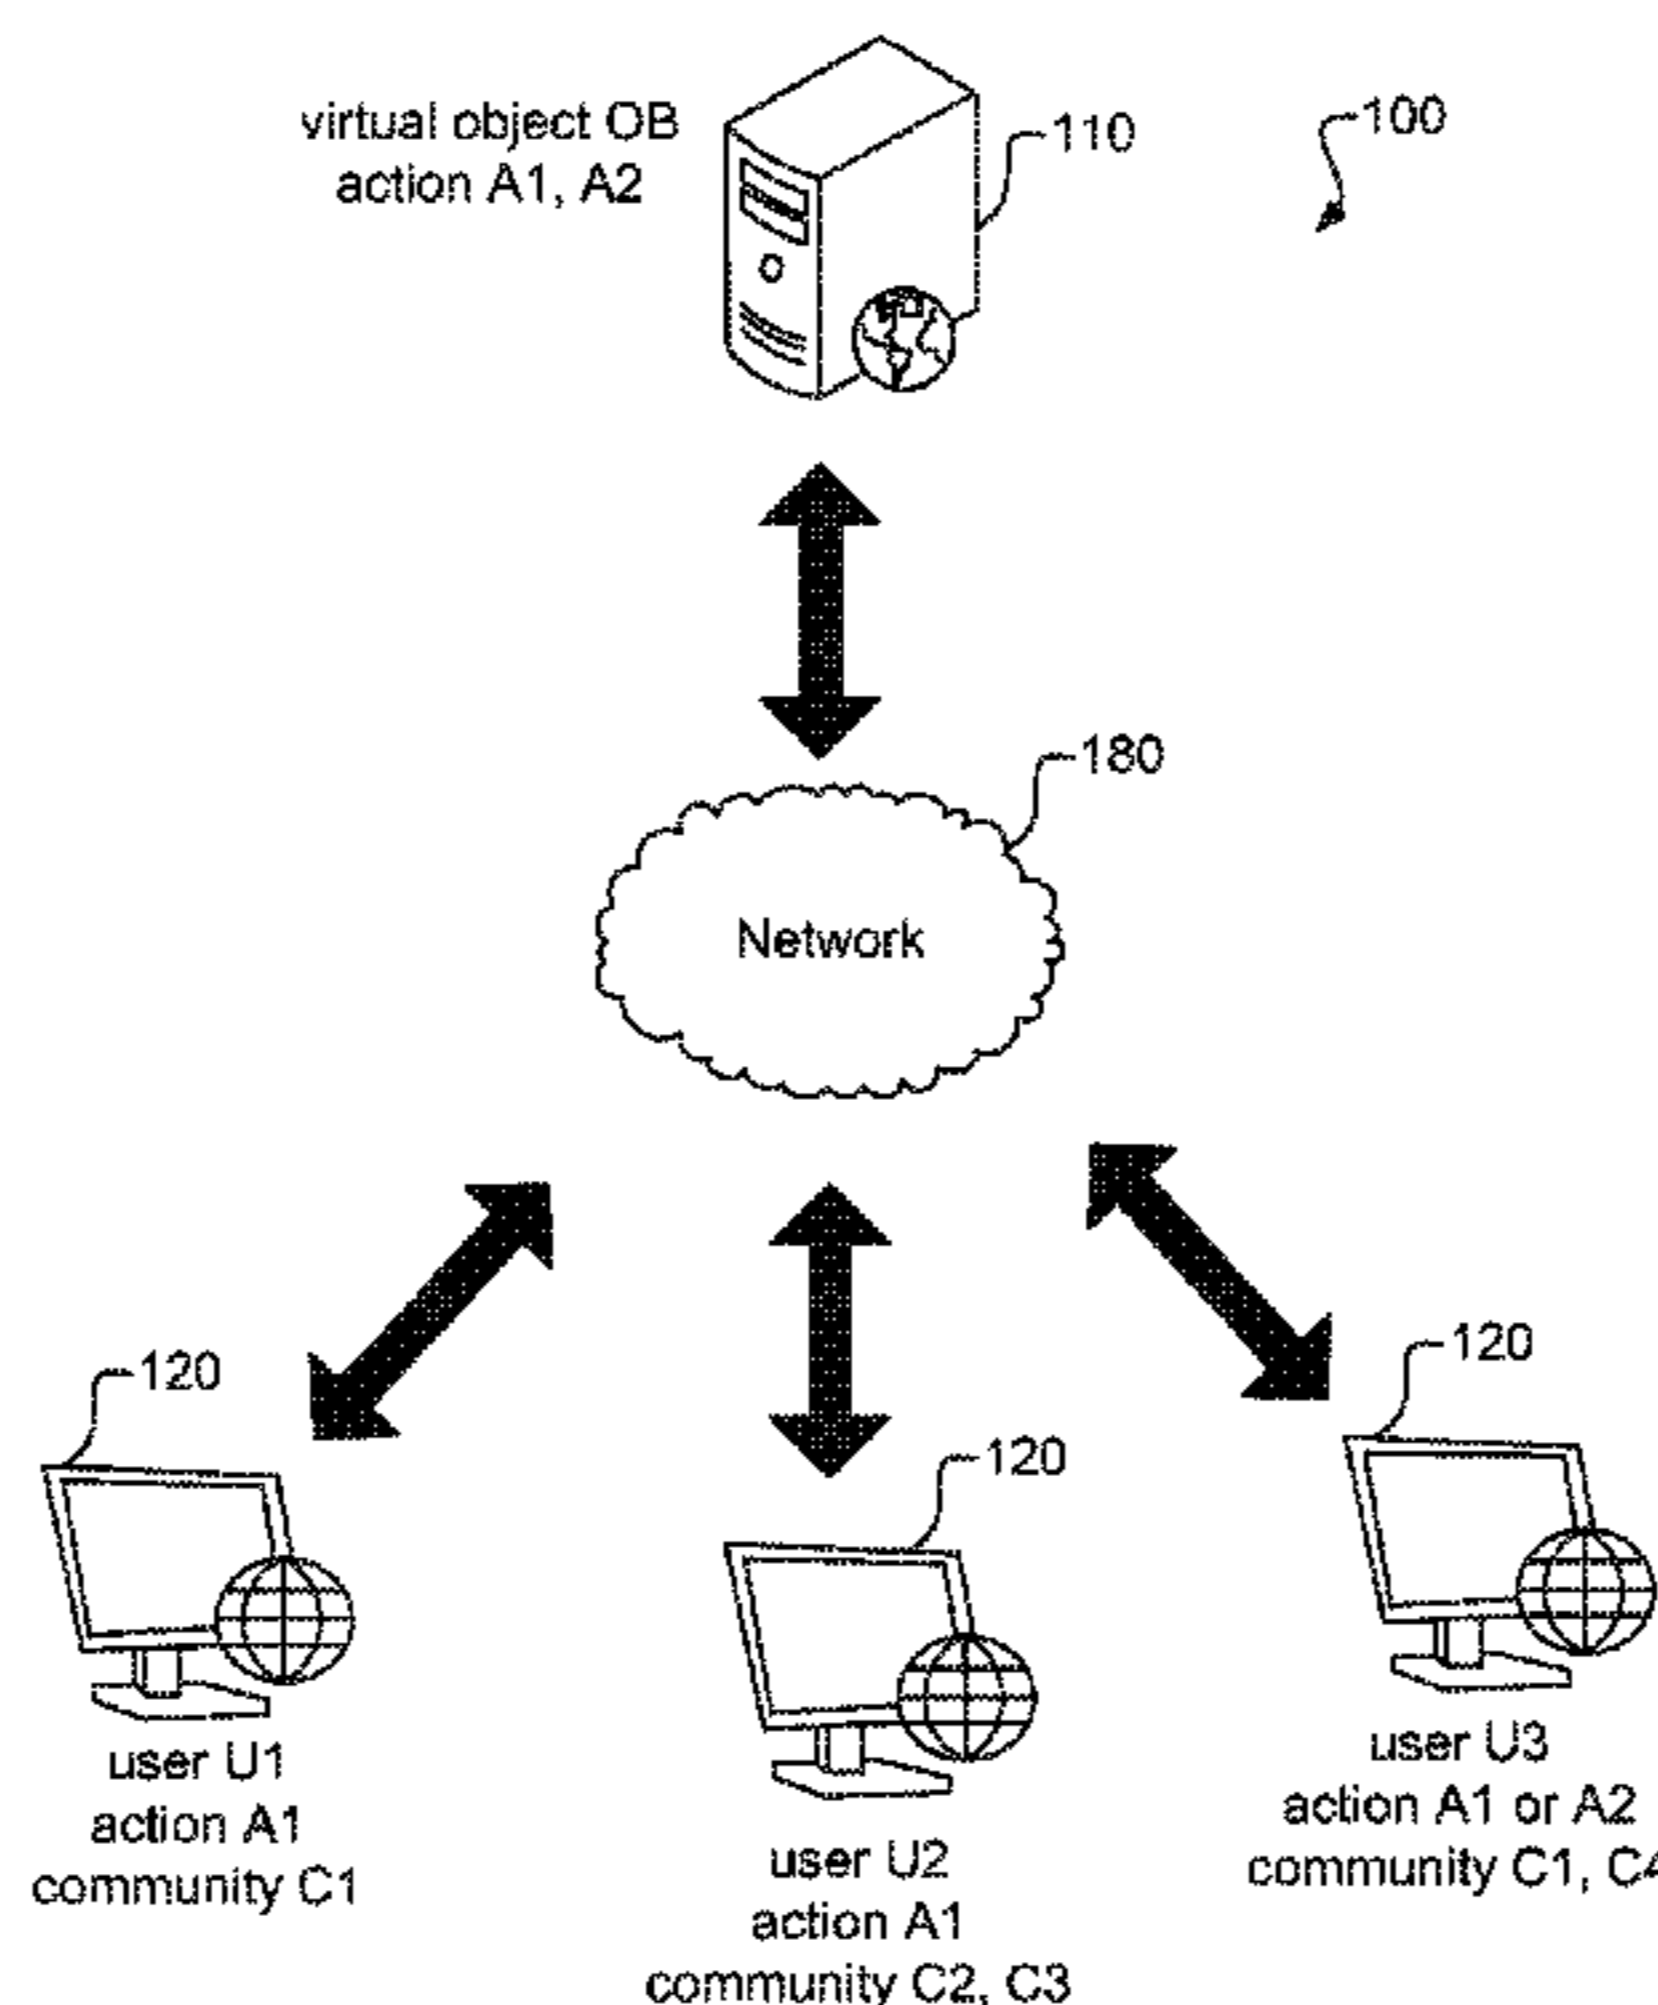 virtual object OB
action A1, A2
110
100
180
Network
120
120
120
user U1
action A1
community C1
user U2
action A1
community C2, C3
user U3
action A1 or A2
community C1, C4